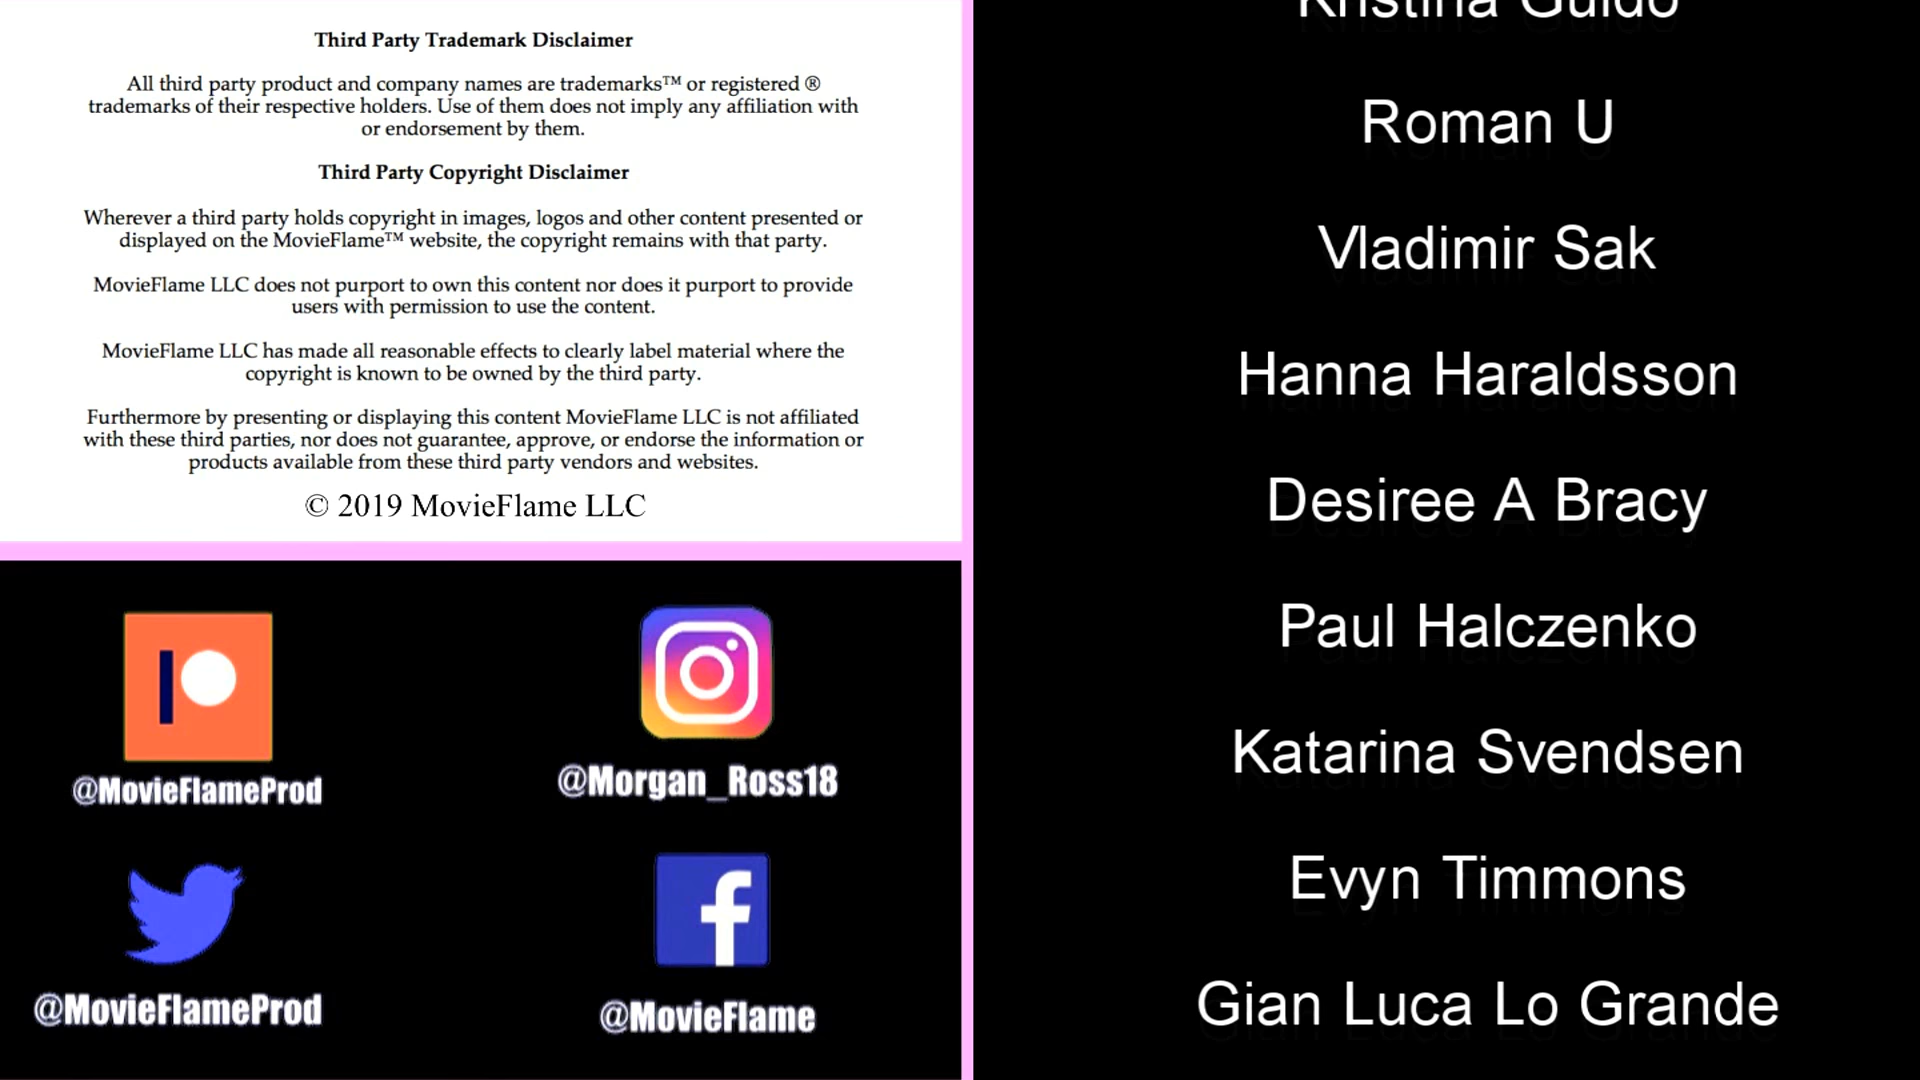 Third Party Trademark Disclaimer
All third party product and company names are trademarks™ or registered ®
trademarks of their respective holders. Use of them does not imply any affiliation with
or endorsement by them.
Third Party Copyright Disclaimer
Wherever a third party holds copyright in images, logos and other content presented or
displayed on the MovieFlame™ website, the copyright remains with that party.
MovieFlame LLC does not purport to own this content nor does it purport to provide
users with permission to use the content.
MovieFlame LLC has made all reasonable effects to clearly label material where the
copyright is known to be owned by the third party.
Furthermore by presenting or displaying this content MovieFlame LLC is not affiliated
with these third parties, nor does not guarantee, approve, or endorse the information or
products available from these third party vendors and websites.
© 2019 MovieFlame LLC
@MovieFlameProd
@Morgan_Ross18
@MovieFlameProd
@MovieFlame
Kristina Guido
Roman U
Vladimir Sak
Hanna Haraldsson
Desiree A Bracy
Paul Halczenko
Katarina Svendsen
Evyn Timmons
Gian Luca Lo Grande